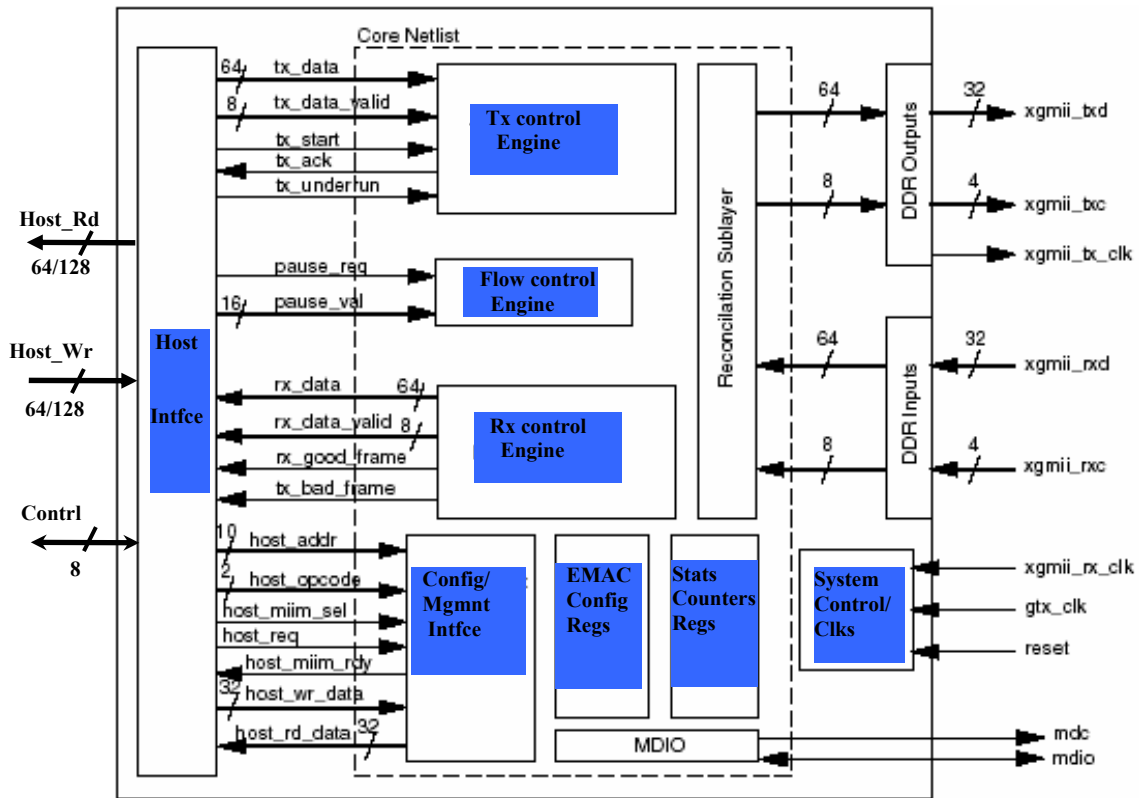 Core Netlist
64
tx_data
8
tx_data_valid
tx_start
tx_ack
tx_underrun
Tx control
Engine
Host_Rd
64/128
pause_req
16
pause_val
Flow control
Engine
Host_Wr
64/128
Host
Intfce
rx_data
64
rx_data_valid
8
rx_good_frame
tx_bad_frame
Rx control
Engine
Contrl
8
10
host_addr
2
host_opcode
host_miim_sel
host_req
host_miim_rdy
32
host_wr_data
host_rd_data
32
Config/
Mgmnt
Intfce
EMAC
Config
Regs
Stats
Counters
Regs
MDIO
Reconciliation Sublayer
64
8
DDR Outputs
32
xgmii_txd
4
xgmii_txc
xgmii_tx_clk
64
8
DDR Inputs
32
xgmii_rxd
4
xgmii_rxc
System
Control/
Clks
xgmii_rx_clk
gtx_clk
reset
mdc
mdio